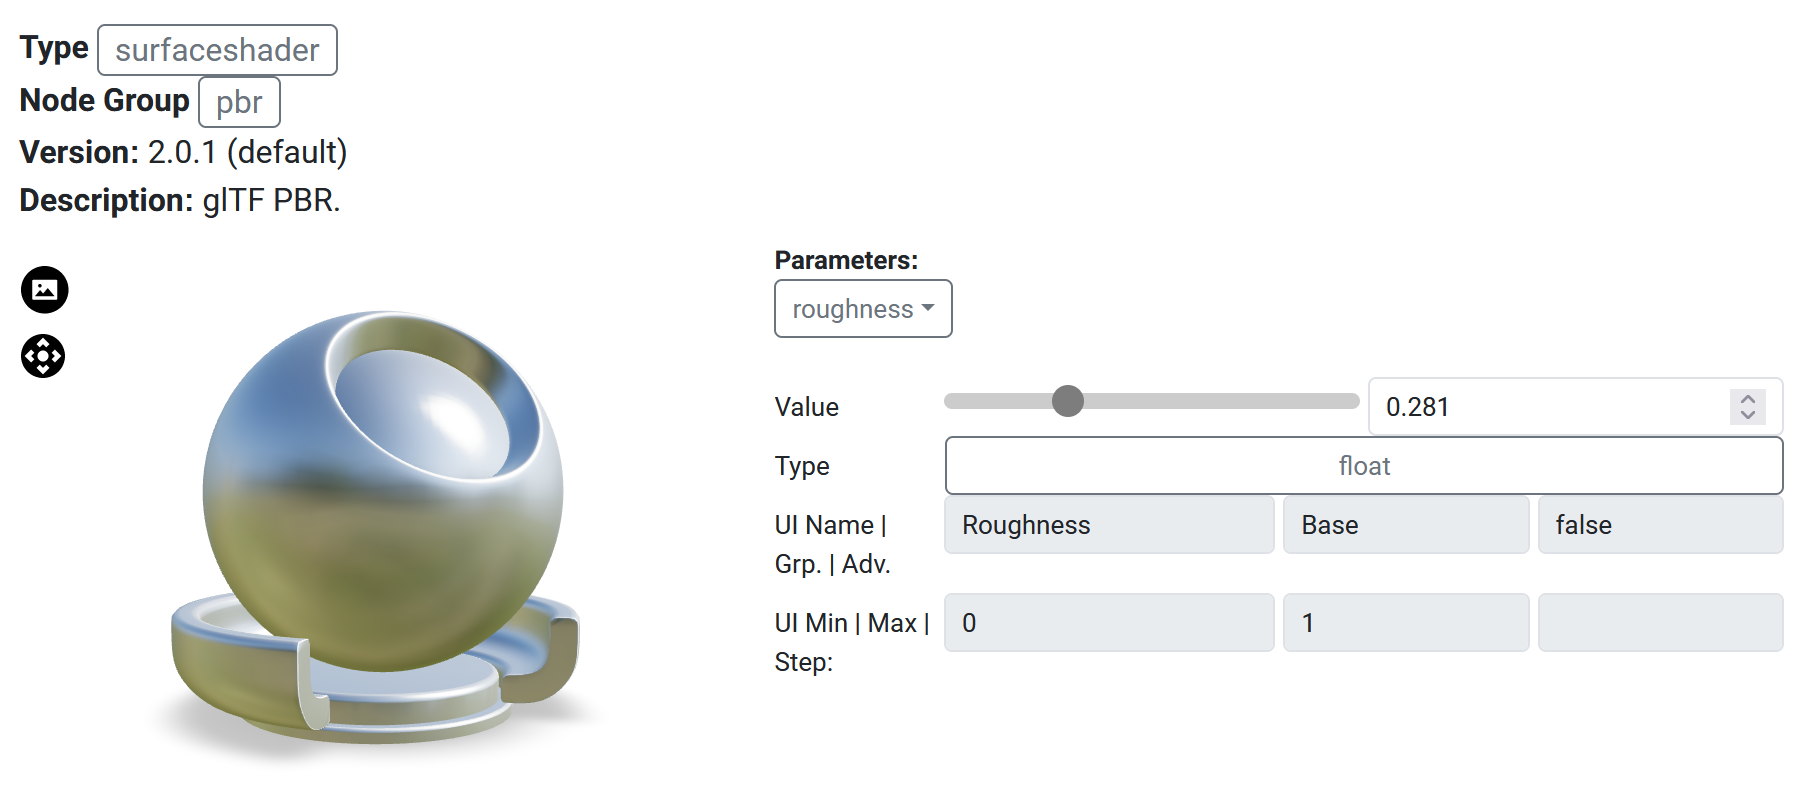 Type surfaceshader
Node Group pbr
Version: 2.0.1 (default)
Description: glTF PBR.
Parameters:
roughness
Value 0.281
Type float
UI Name | Roughness Base false
Grp. | Adv.
UI Min | Max | 0 1
Step: